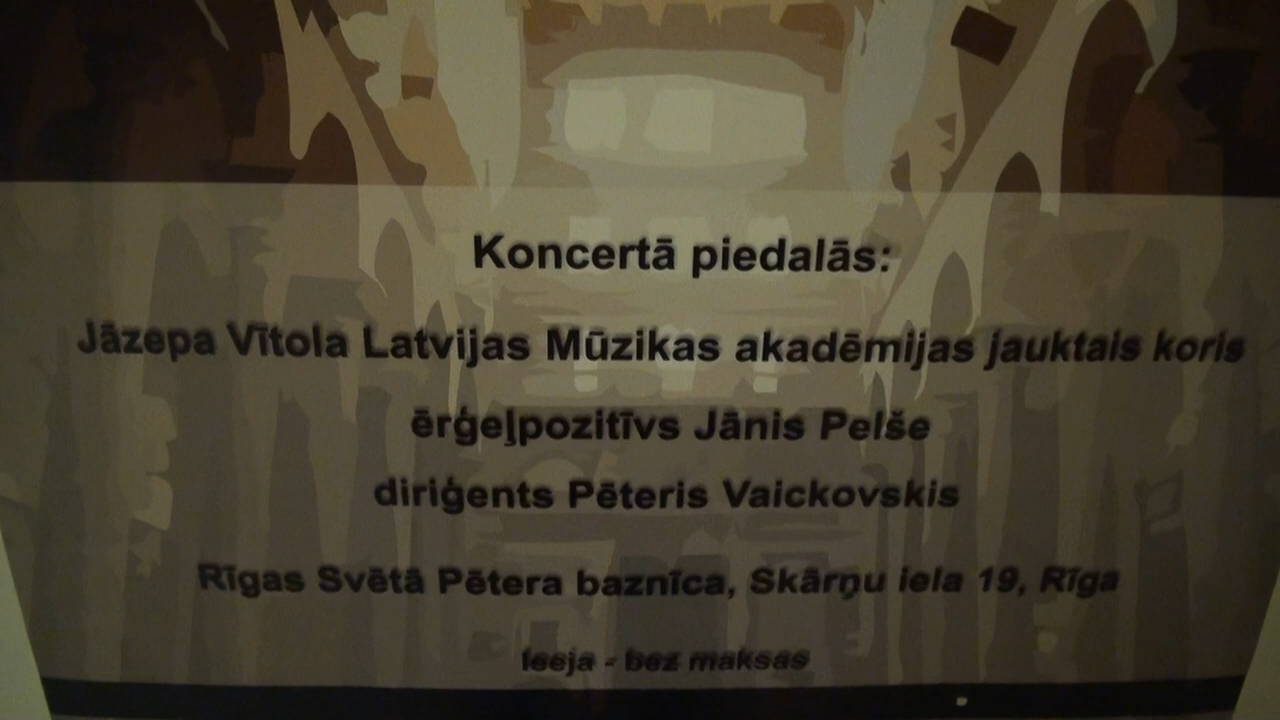 Koncertā piedalās:
Jāzepa Vītola Latvijas Mūzikas akadēmijas jauktais koris
ērģeļpozitīvs Jānis Pelše
diriģents Pēteris Vaickovskis
Rīgas Svētā Pētera baznīca, Skārņu iela 19, Rīga
Ieeja - bez maksas